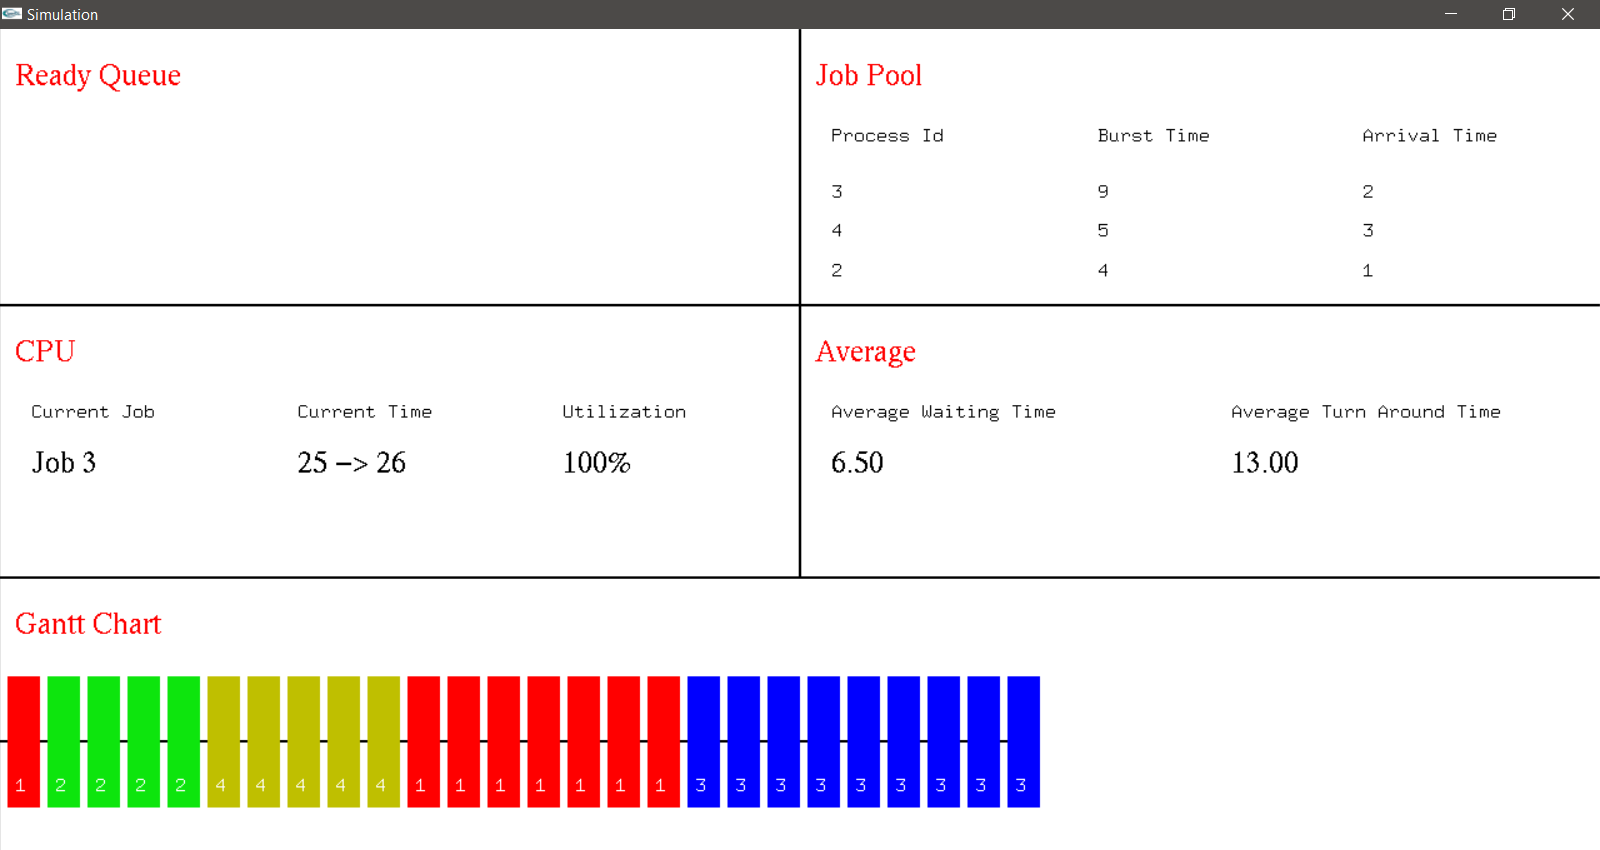 Simulation
Ready Queue
Job Pool
Process Id Burst Time Arrival Time
3 9 2
4 5 3
2 4 1
CPU
Current Job Current Time Utilization
Job 3 25 —> 26 100%
Average
Average Waiting Time Average Turn Around Time
6.50 13.00
Gantt Chart
1 2 2 2 2 4 4 4 4 4 1 1 1 1 1 1 1 3 3 3 3 3 3 3 3 3